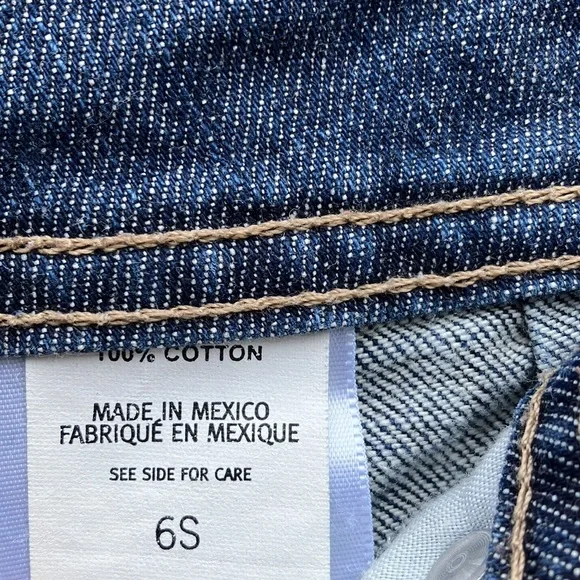 100% COTTON
MADE IN MEXICO
FABRIQUÉ EN MEXIQUE
SEE SIDE FOR CARE
6S